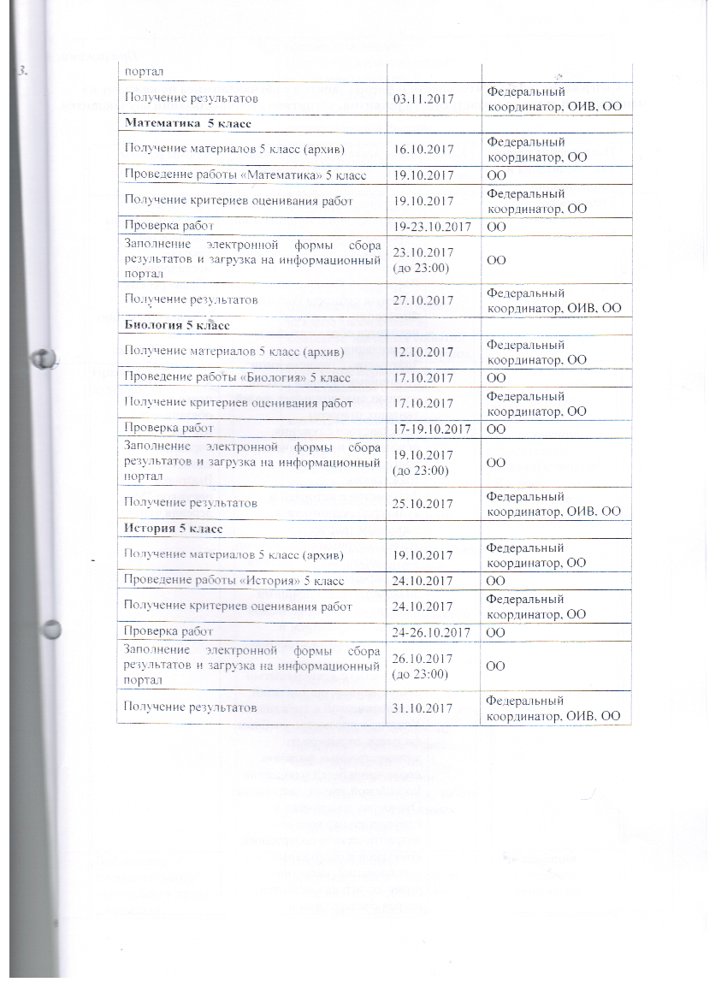 3.
портал
Получение результатов 03.11.2017 Федеральный
координатор, ОИВ, ОО
Математика 5 класс
Получение материалов 5 класс (архив) 16.10.2017 Федеральный
координатор, ОО
Проведение работы «Математика» 5 класс 19.10.2017 ОО
Получение критериев оценивания работ 19.10.2017 Федеральный
координатор, ОО
Проверка работ 19-23.10.2017 ОО
Заполнение электронной формы сбора
результатов и загрузка на информационный
портал
23.10.2017
(до 23:00)
ОО
Получение результатов 27.10.2017 Федеральный
координатор, ОИВ, ОО
Биология 5 класс
Получение материалов 5 класс (архив) 12.10.2017 Федеральный
координатор, ОО
Проведение работы «Биология» 5 класс 17.10.2017 ОО
Получение критериев оценивания работ 17.10.2017 Федеральный
координатор, ОО
Проверка работ 17-19.10.2017 ОО
Заполнение электронной формы сбора
результатов и загрузка на информационный
портал
19.10.2017
(до 23:00)
ОО
Получение результатов 25.10.2017 Федеральный
координатор, ОИВ, ОО
История 5 класс
Получение материалов 5 класс (архив) 19.10.2017 Федеральный
координатор, ОО
Проведение работы «История» 5 класс 24.10.2017 ОО
Получение критериев оценивания работ 24.10.2017 Федеральный
координатор, ОО
Проверка работ 24-26.10.2017 ОО
Заполнение электронной формы сбора
результатов и загрузка на информационный
портал
26.10.2017
(до 23:00)
ОО
Получение результатов 31.10.2017 Федеральный
координатор, ОИВ, ОО